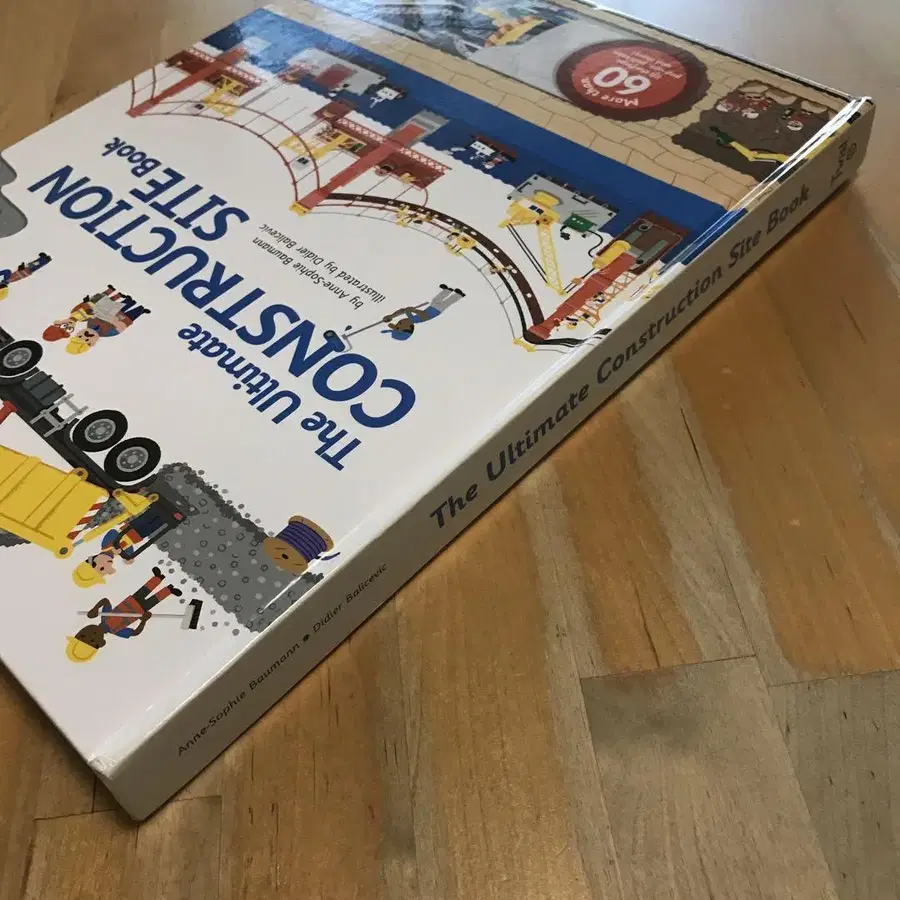 The Ultimate
CONSTRUCTION
SITE Book
by Anne-Sophie Baumann
illustrated by Didier Balicevic
More than
60
Anne-Sophie Baumann • Didier Balicevic
The Ultimate Construction Site Book